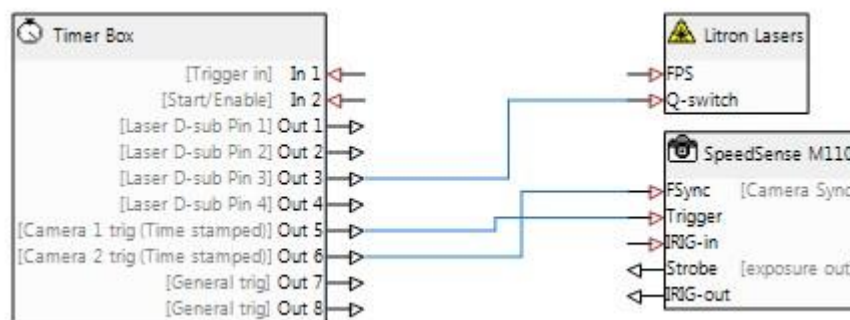 Timer Box
[Trigger in] In 1
[Start/Enable] In 2
[Laser D-sub Pin 1] Out 1
[Laser D-sub Pin 2] Out 2
[Laser D-sub Pin 3] Out 3
[Laser D-sub Pin 4] Out 4
[Camera 1 trig (Time stamped)] Out 5
[Camera 2 trig (Time stamped)] Out 6
[General trig] Out 7
[General trig] Out 8
Litron Lasers
FPS
Q-switch
SpeedSense M110
FSync [Camera Sync
Trigger
IRIG-in
Strobe [exposure out
IRIG-out